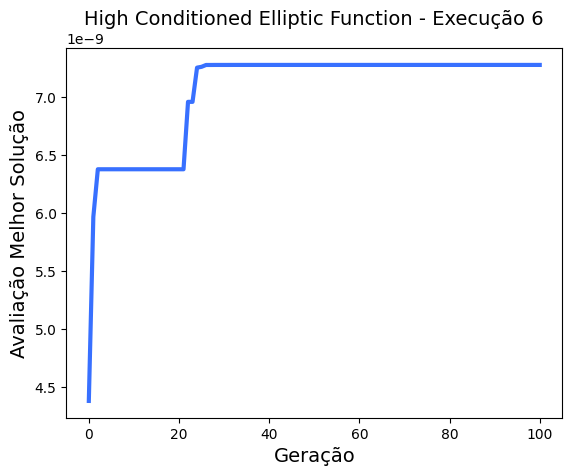 High Conditioned Elliptic Function - Execução 6
1e−9
7.0
6.5
6.0
5.5
5.0
4.5
Avaliação Melhor Solução
0 20 40 60 80 100
Geração